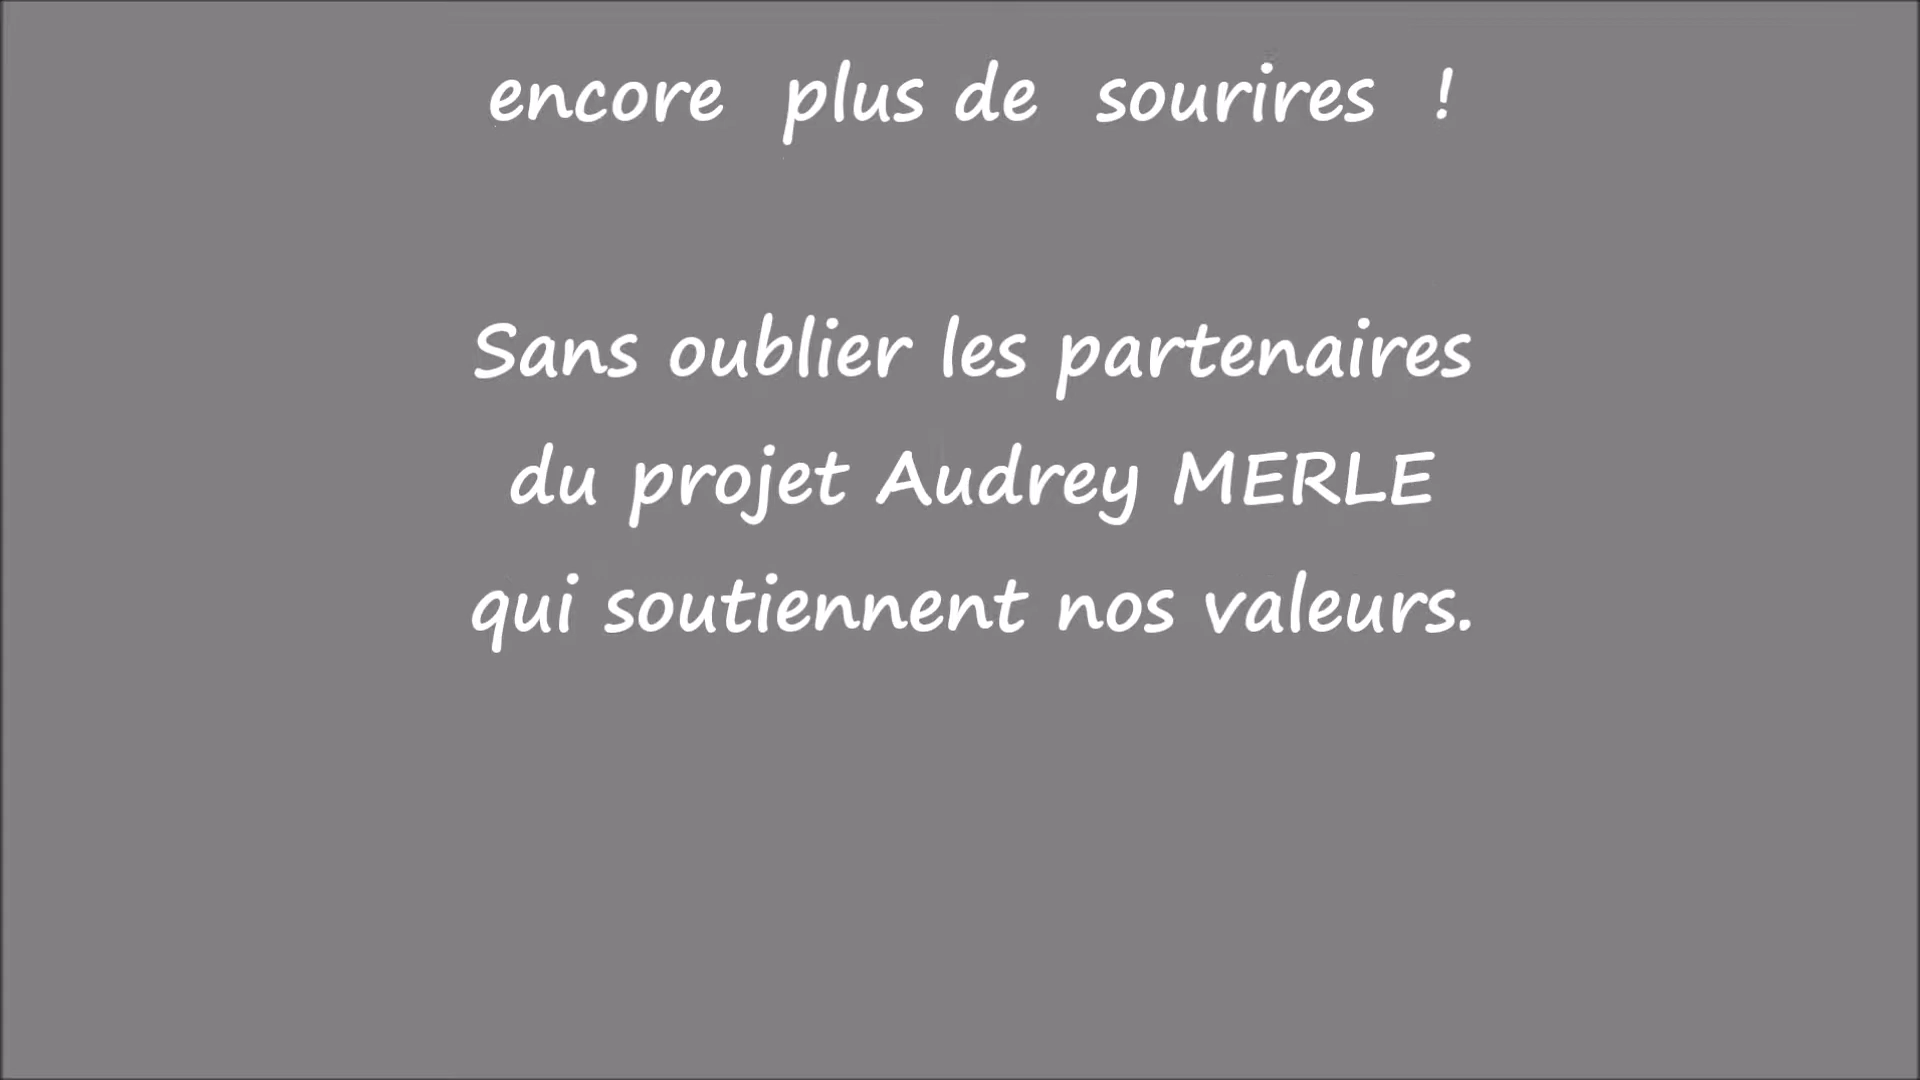 encore plus de sourires !
Sans oublier les partenaires
du projet Audrey MERLE
qui soutiennent nos valeurs.